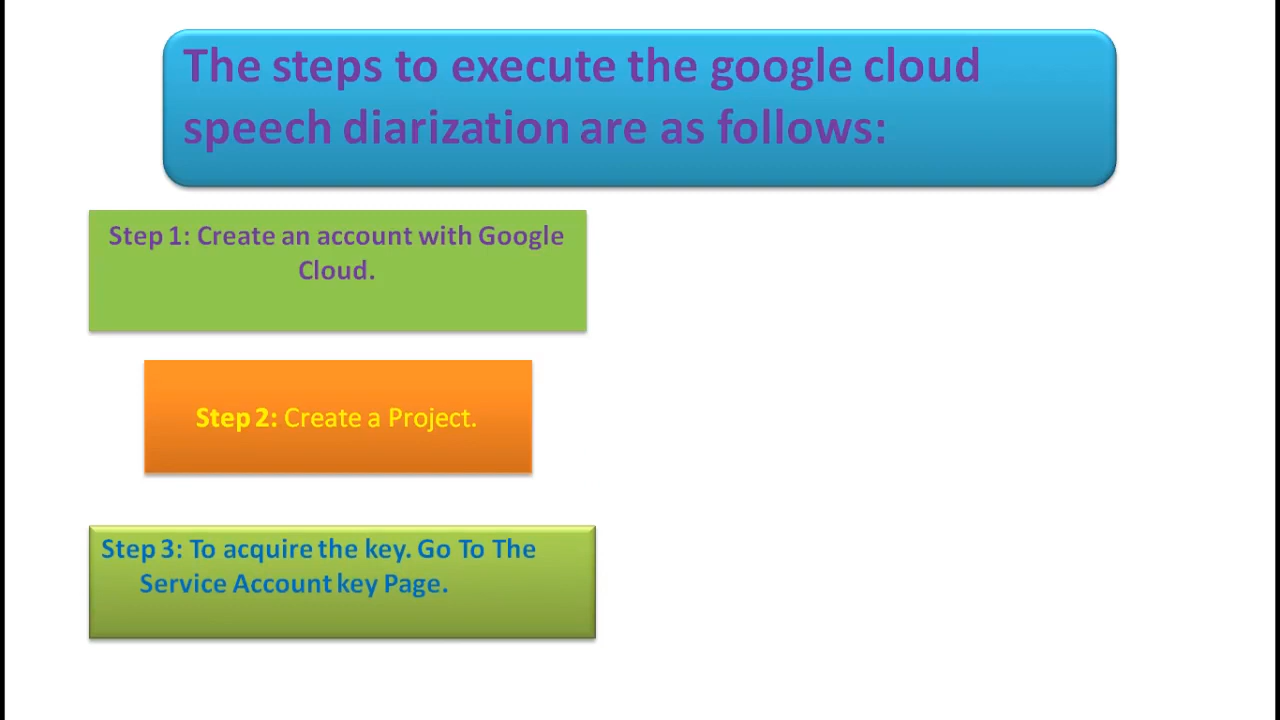 The steps to execute the google cloud
speech diarization are as follows:
Step 1: Create an account with Google
Cloud.
Step 2: Create a Project.
Step 3: To acquire the key. Go To The
Service Account key Page.